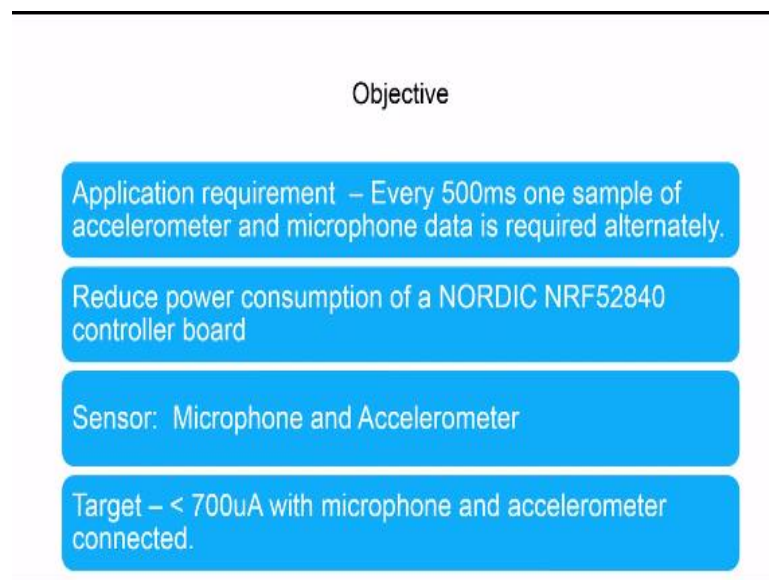 Objective
Application requirement – Every 500ms one sample of
accelerometer and microphone data is required alternately.
Reduce power consumption of a NORDIC NRF52840
controller board
Sensor: Microphone and Accelerometer
Target – < 700uA with microphone and accelerometer
connected.